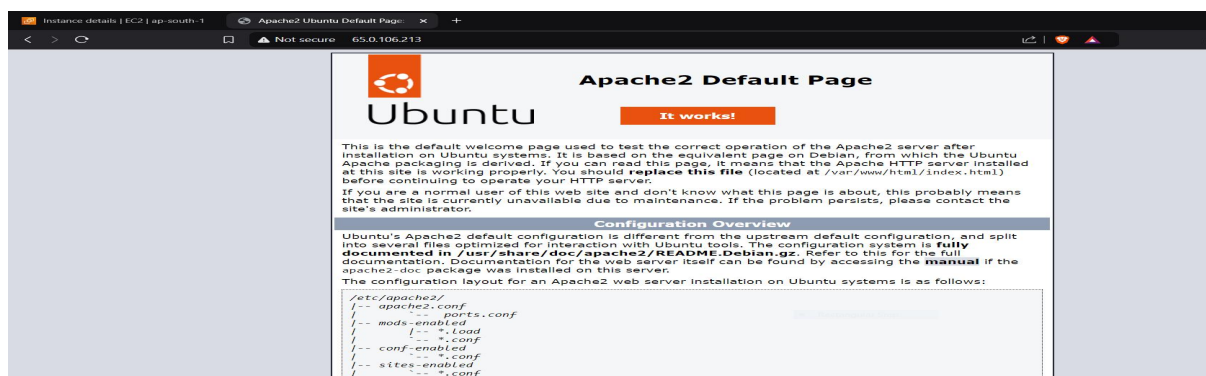 Instance details | EC2 | ap-south-1
Apache2 Ubuntu Default Page:
Not secure 65.0.106.213
Apache2 Default Page
Ubuntu
It works!
This is the default welcome page used to test the correct operation of the Apache2 server after
installation on Ubuntu systems. It is based on the equivalent page on Debian, from which the Ubuntu
Apache packaging is derived. If you can read this page, it means that the Apache HTTP server installed
at this site is working properly. You should replace this file (located at /var/www/html/index.html)
before continuing to operate your HTTP server.
If you are a normal user of this web site and don't know what this page is about, this probably means
that the site is currently unavailable due to maintenance. If the problem persists, please contact the
site's administrator.
Configuration Overview
Ubuntu's Apache2 default configuration is different from the upstream default configuration, and split
into several files optimized for interaction with Ubuntu tools. The configuration system is fully
documented in /usr/share/doc/apache2/README.Debian.gz. Refer to this for the full
documentation. Documentation for the web server itself can be found by accessing the manual if the
apache2-doc package was installed on this server.
The configuration layout for an Apache2 web server installation on Ubuntu systems is as follows:
/etc/apache2/
|-- apache2.conf
|       `--  ports.conf
|-- mods-enabled
|       |-- *.load
|       `-- *.conf
|-- conf-enabled
|       `-- *.conf
|-- sites-enabled
|       `-- *.conf